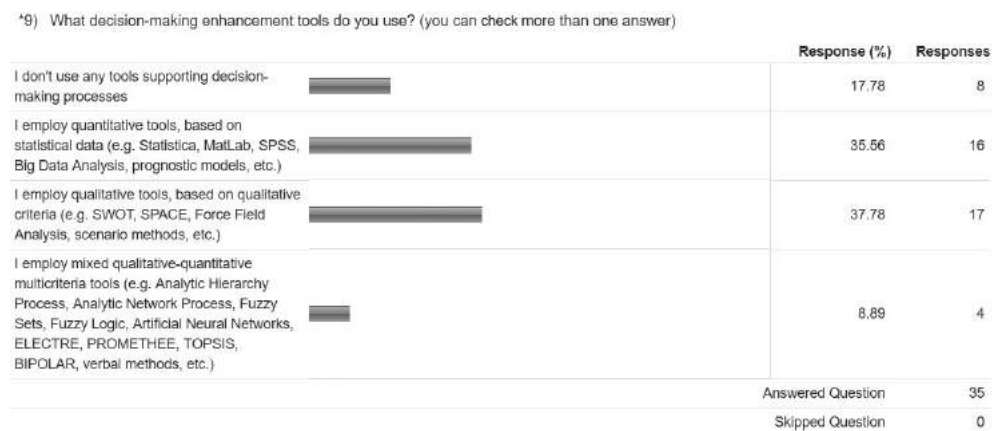 *9) What decision-making enhancement tools do you use? (you can check more than one answer)
Response (%) Responses
I don't use any tools supporting decision-
making processes
17.78 8
I employ quantitative tools, based on
statistical data (e.g. Statistica, MatLab, SPSS,
Big Data Analysis, prognostic models, etc.)
35.56 16
I employ qualitative tools, based on qualitative
criteria (e.g. SWOT, SPACE, Force Field
Analysis, scenario methods, etc.)
37.78 17
I employ mixed qualitative-quantitative
multicriteria tools (e.g. Analytic Hierarchy
Process, Analytic Network Process, Fuzzy
Sets, Fuzzy Logic, Artificial Neural Networks,
ELECTRE, PROMETHEE, TOPSIS,
BIPOLAR, verbal methods, etc.)
8.89 4
Answered Question 35
Skipped Question 0